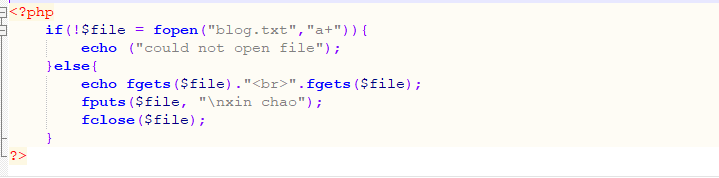 <?php
if(!$file = fopen("blog.txt","a+")){
echo ("could not open file");
}else{
echo fgets($file)."<br>".fgets($file);
fputs($file, "\nxin chao");
fclose($file);
}
?>